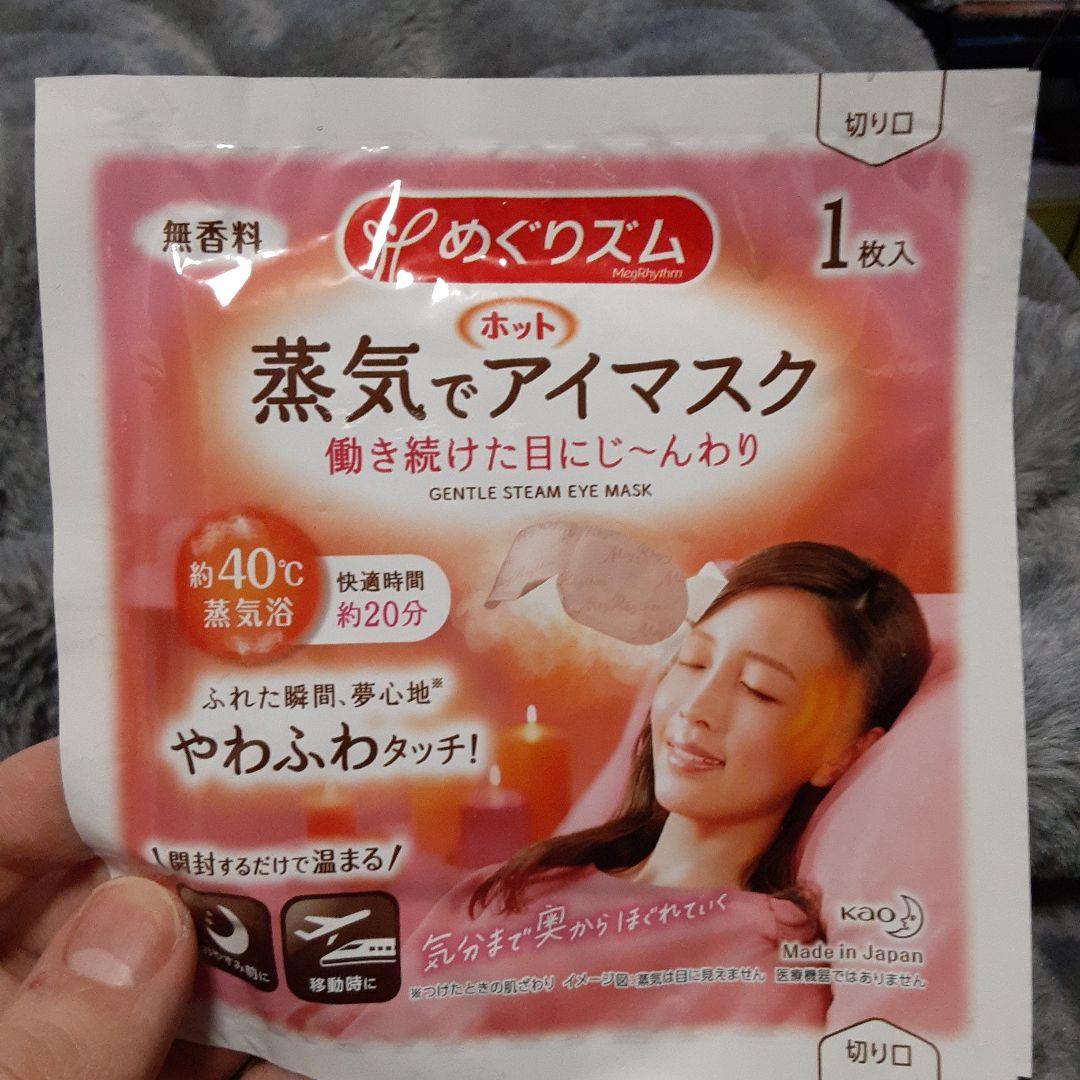 切り口
無香料
めぐりズム
MegRhythm
1枚入
ホット
蒸気でアイマスク
働き続けた目にじ〜んわり
GENTLE STEAM EYE MASK
約40℃
蒸気浴
快適時間
約20分
MegRhythm
ふれた瞬間、夢心地※
やわふわタッチ!
\開封するだけで温まる/
やすみ前に
移動時に
気分まで奥からほぐれていく
Kao
Made in Japan
※つけたときの肌ざわり イメージ図:蒸気は目に見えません 医療機器ではありません
切り口